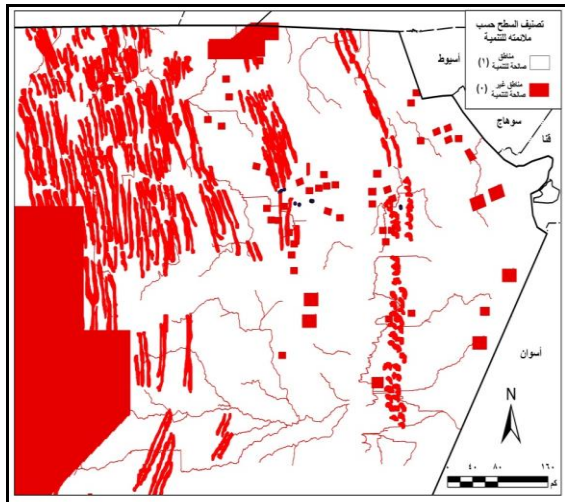 تصنيف السطح حسب
ملائمته للتنمية
مناطق
صالحة للتنمية (١)
مناطق غير
صالحة للتنمية (٠)
أسيوط
سوهاج
قنا
أسوان
N
٠ ٤٠ ٨٠ ١٦٠
كم